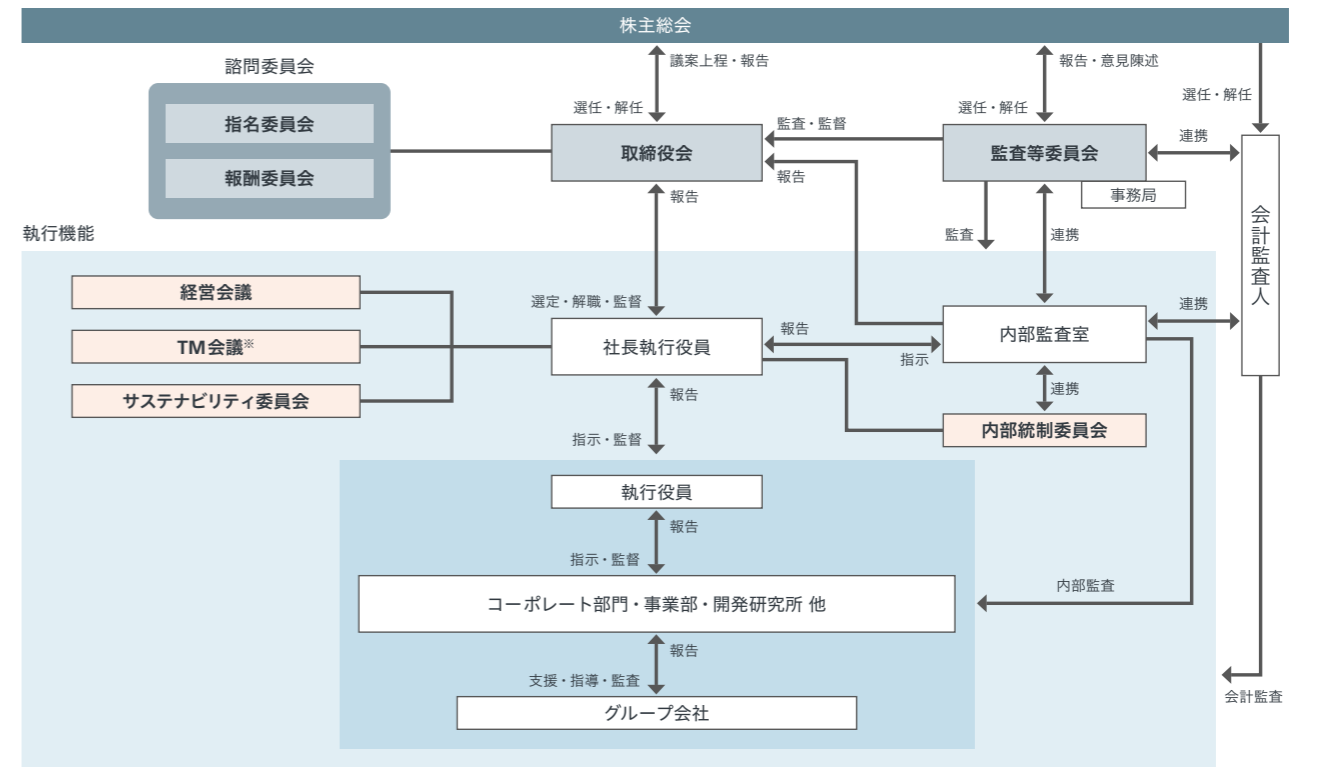 株主総会
諮問委員会
指名委員会
報酬委員会
議案上程・報告
選任・解任
報告・意見陳述
選任・解任
選任・解任
取締役会
監査・監督
報告
監査等委員会
事務局
連携
会計監査人
報告
監査
連携
執行機能
経営会議
TM会議※
サステナビリティ委員会
選定・解職・監督
社長執行役員
報告
指示
内部監査室
連携
連携
内部統制委員会
報告
指示・監督
執行役員
報告
指示・監督
コーポレート部門・事業部・開発研究所 他
内部監査
報告
支援・指導・監査
グループ会社
会計監査